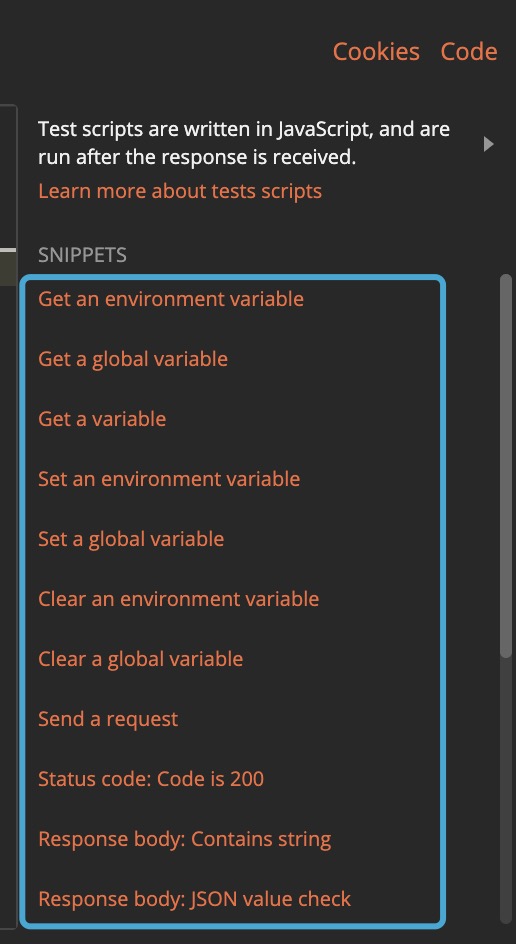 Cookies Code
Test scripts are written in JavaScript, and are
run after the response is received.
Learn more about tests scripts
SNIPPETS
Get an environment variable
Get a global variable
Get a variable
Set an environment variable
Set a global variable
Clear an environment variable
Clear a global variable
Send a request
Status code: Code is 200
Response body: Contains string
Response body: JSON value check